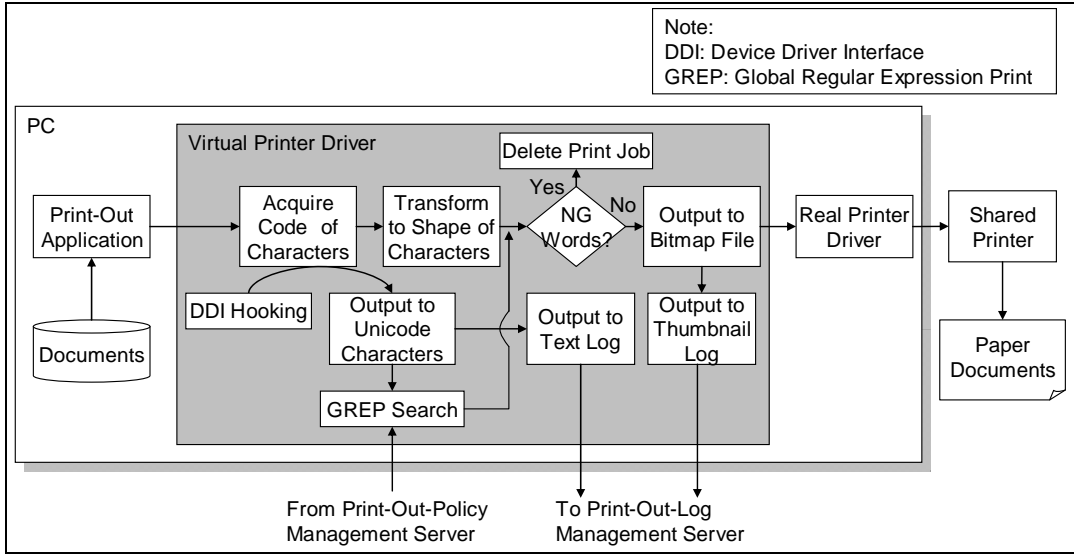 Note:
DDI: Device Driver Interface
GREP: Global Regular Expression Print
PC
Virtual Printer Driver
Delete Print Job
Yes
No
Print-Out
Application
Acquire
Code of
Characters
Transform
to Shape of
Characters
NG
Words?
Output to
Bitmap File
Real Printer
Driver
Shared
Printer
DDI Hooking
Output to
Unicode
Characters
Output to
Text Log
Output to
Thumbnail
Log
Documents
Paper
Documents
GREP Search
From Print-Out-Policy
Management Server
To Print-Out-Log
Management Server